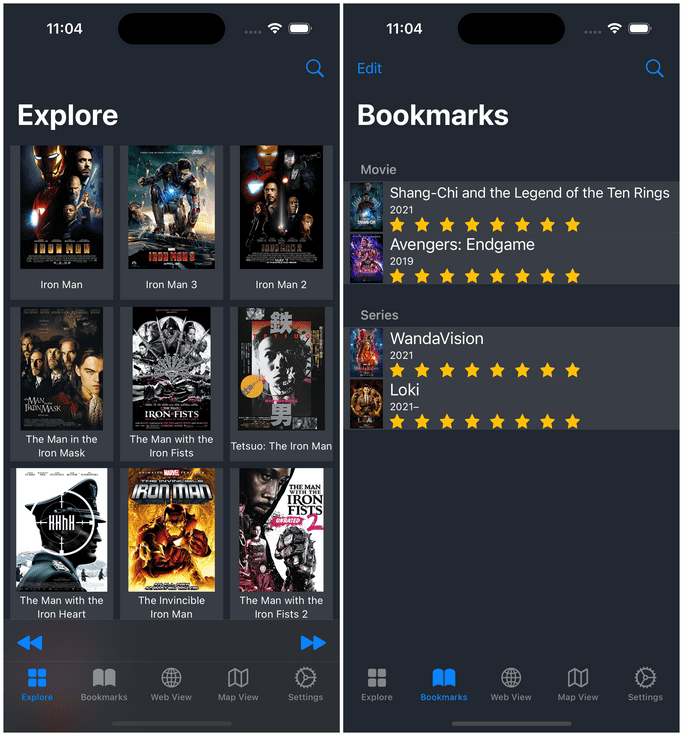 11:04
Explore
IRON MAN
Iron Man
IRON MAN 3
Iron Man 3
IRON MAN 2
Iron Man 2
THE MAN IN THE
IRON MASK
The Man in the
Iron Mask
IRON FISTS
The Man with the
Iron Fists
鉄
男
Tetsuo: The Iron Man
HHhH
The Man with the
Iron Heart
MARVEL
THE INVINCIBLE
IRON MAN
The Invincible
Iron Man
THE MAN
WITH THE
IRON
FISTS
UNRATED 2
The Man with the
Iron Fists 2
Explore
Bookmarks
Web View
Map View
Settings
11:04
Edit
Bookmarks
Movie
Shang-Chi and the Legend of the Ten Rings
2021
Avengers: Endgame
2019
Series
WandaVision
2021
Loki
2021–
Explore
Bookmarks
Web View
Map View
Settings